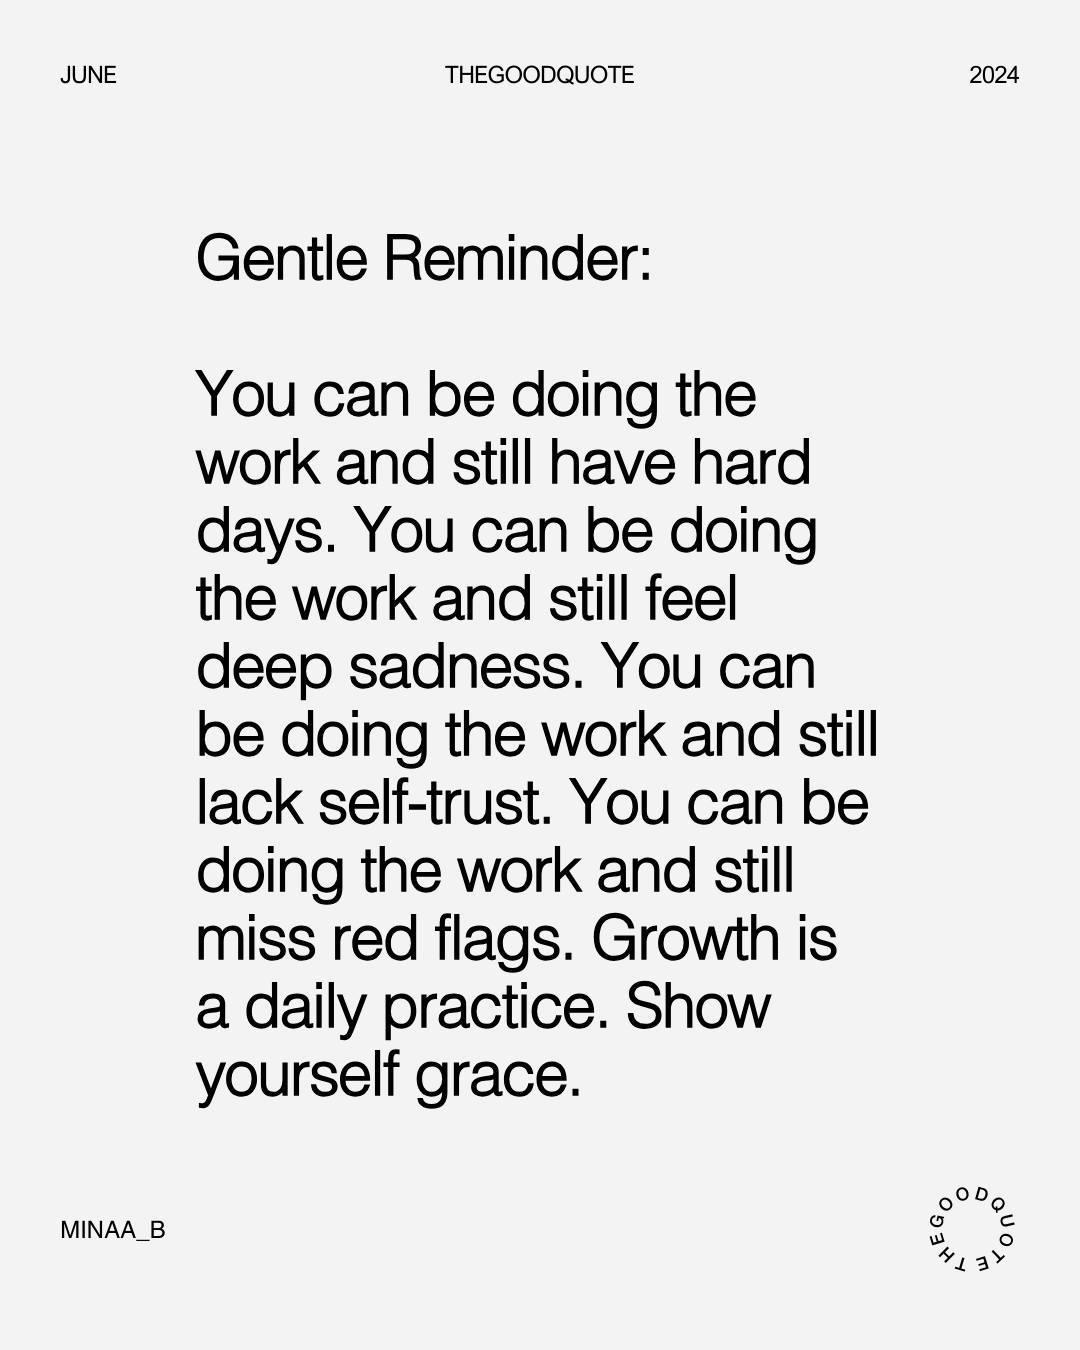 JUNE THEGOODQUOTE 2024
Gentle Reminder:
You can be doing the
work and still have hard
days. You can be doing
the work and still feel
deep sadness. You can
be doing the work and still
lack self-trust. You can be
doing the work and still
miss red flags. Growth is
a daily practice. Show
yourself grace.
MINAA_B
THEGOODQUOTE